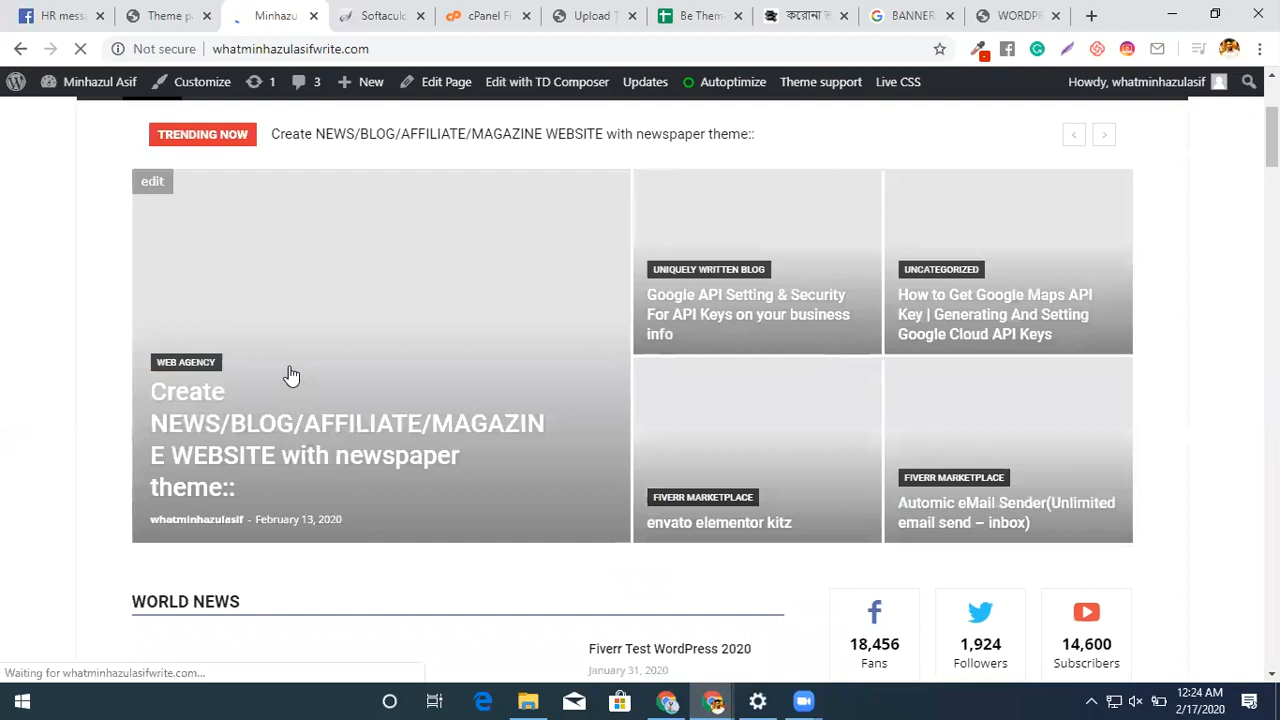 HR messa
Theme pa
Minhazu
Softacuic
cPanel Fi
Upload T
Be Them
করোনা ভ
BANNER
WORDPR
Not secure
whatminhazulasifwrite.com
Minhazul Asif
Customize
1
3
New
Edit Page
Edit with TD Composer
Updates
Autoptimize
Theme support
Live CSS
Howdy, whatminhazulasif
TRENDING NOW
Create NEWS/BLOG/AFFILIATE/MAGAZINE WEBSITE with newspaper theme::
edit
WEB AGENCY
Create
NEWS/BLOG/AFFILIATE/MAGAZIN
E WEBSITE with newspaper
theme::
whatminhazulasif - February 13, 2020
UNIQUELY WRITTEN BLOG
Google API Setting & Security
For API Keys on your business
info
UNCATEGORIZED
How to Get Google Maps API
Key | Generating And Setting
Google Cloud API Keys
FIVERR MARKETPLACE
envato elementor kitz
FIVERR MARKETPLACE
Automic eMail Sender(Unlimited
email send – inbox)
WORLD NEWS
Fiverr Test WordPress 2020
January 31, 2020
18,456
Fans
1,924
Followers
14,600
Subscribers
Waiting for whatminhazulasifwrite.com...
12:24 AM
2/17/2020